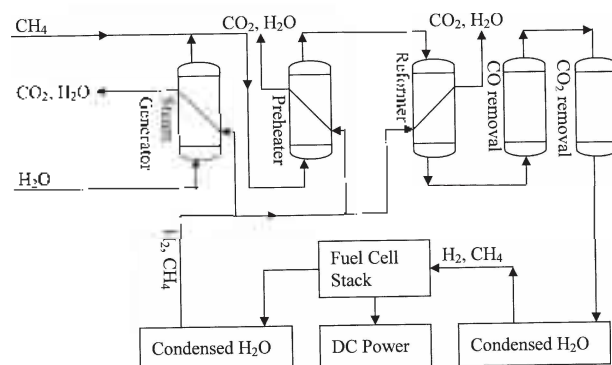 CH₄
CO₂, H₂O
CO₂, H₂O
CO₂, H₂O
Steam
Generator
Preheater
Reformer
CO removal
CO₂ removal
H₂O
H₂, CH₄
Fuel Cell
Stack
H₂, CH₄
Condensed H₂O
DC Power
Condensed H₂O